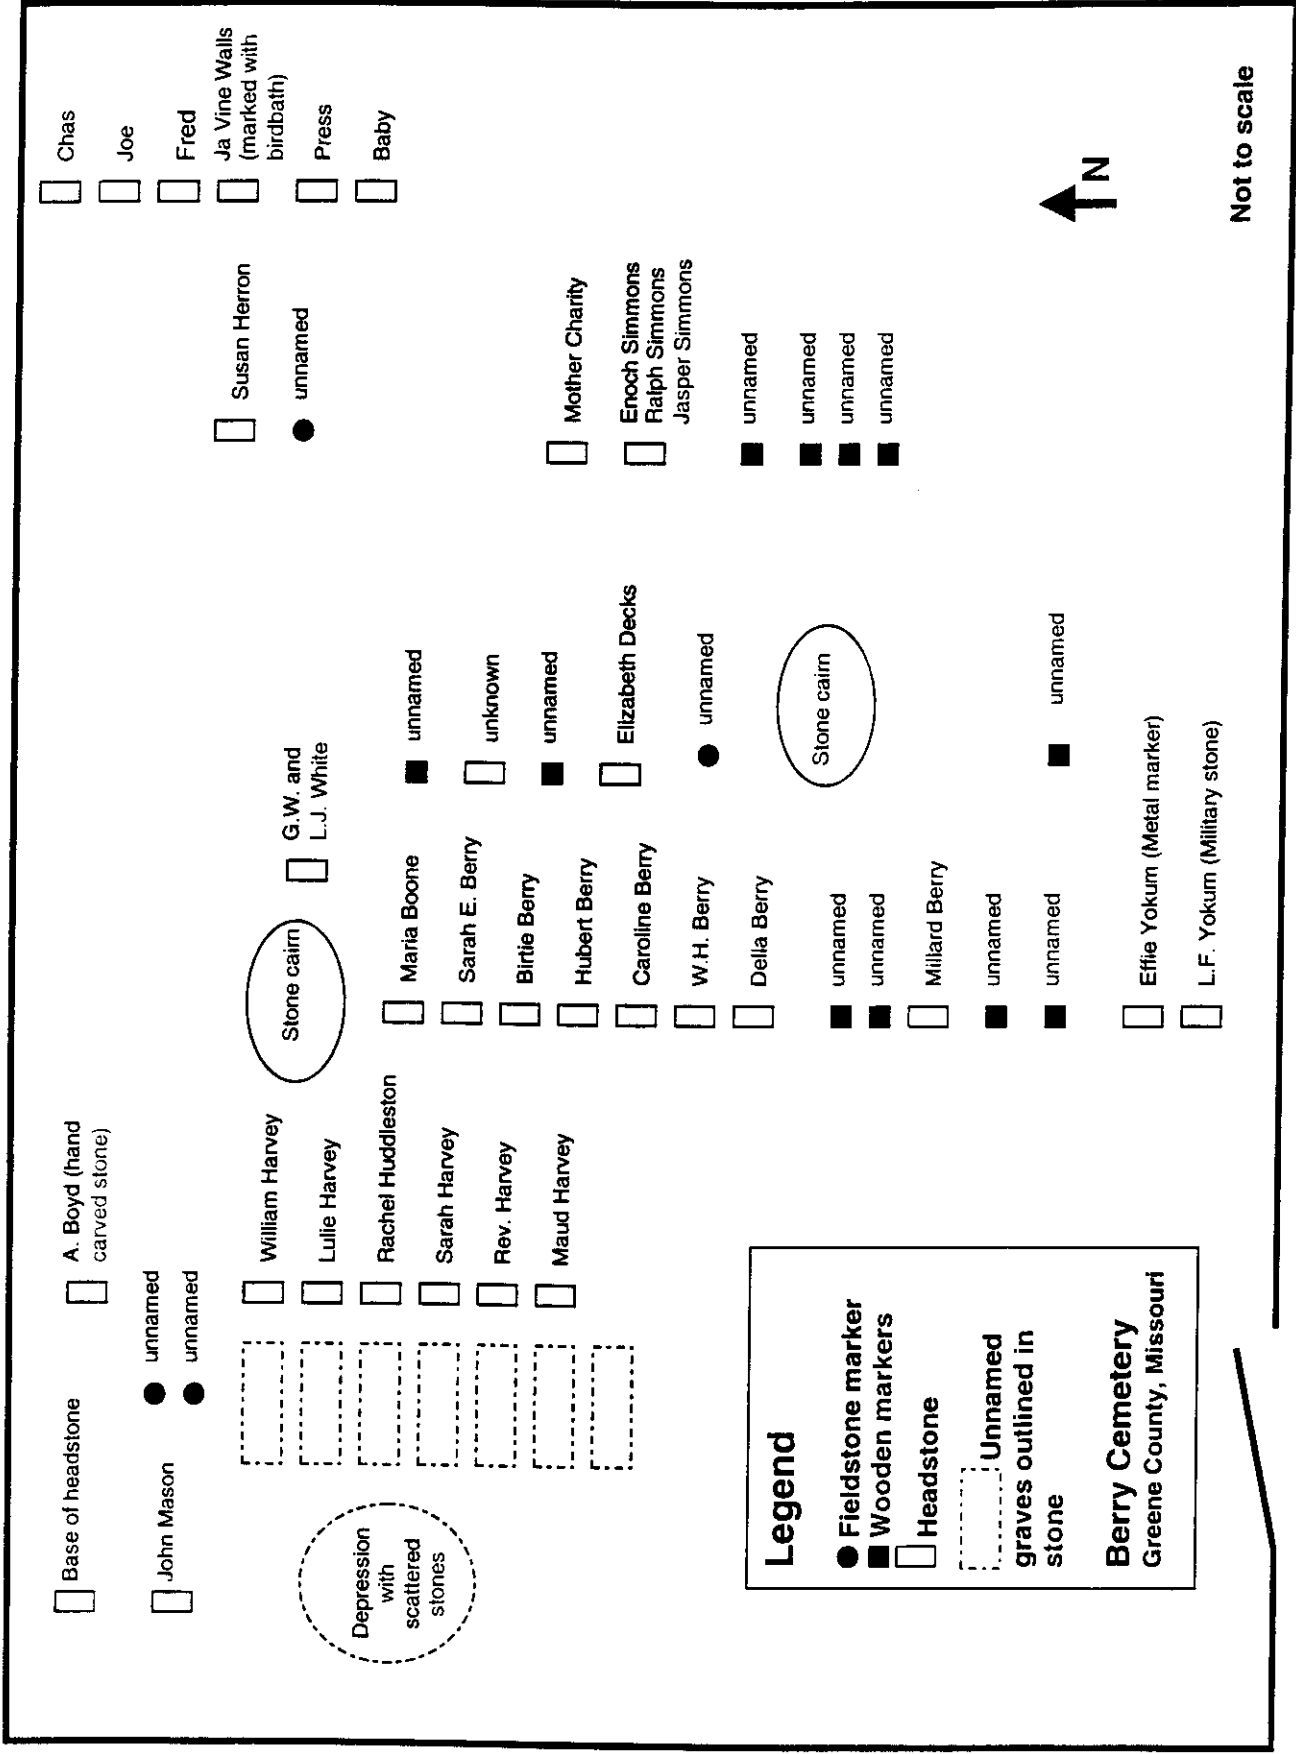 Base of headstone
John Mason
Depression
with
scattered
stones
A. Boyd (hand
carved stone)
unnamed
unnamed
William Harvey
Lulie Harvey
Rachel Huddleston
Sarah Harvey
Rev. Harvey
Maud Harvey
Stone cairn
G.W. and
L.J. White
Maria Boone
Sarah E. Berry
Birtie Berry
Hubert Berry
Caroline Berry
W.H. Berry
Della Berry
unnamed
unnamed
Millard Berry
unnamed
unnamed
Effie Yokum (Metal marker)
L.F. Yokum (Military stone)
unnamed
unknown
unnamed
Elizabeth Decks
unnamed
Stone cairn
unnamed
Susan Herron
unnamed
Mother Charity
Enoch Simmons
Ralph Simmons
Jasper Simmons
unnamed
unnamed
unnamed
unnamed
Chas
Joe
Fred
Ja Vine Walls
(marked with
birdbath)
Press
Baby
N
Not to scale
Legend
Fieldstone marker
Wooden markers
Headstone
Unnamed
graves outlined in
stone
Berry Cemetery
Greene County, Missouri